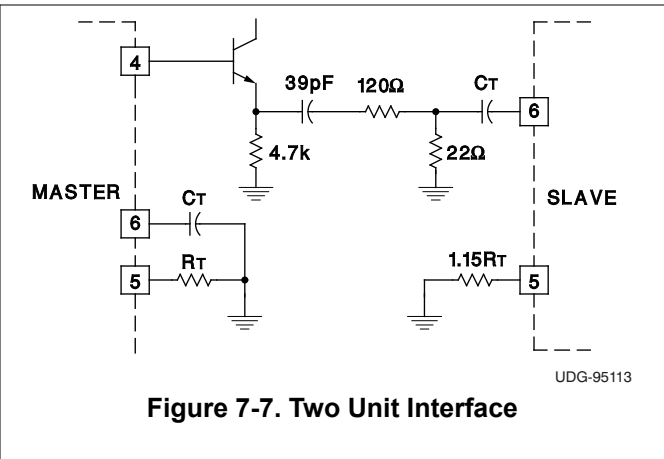 4
39pF
120Ω
CT
6
4.7k
22Ω
MASTER
CT
SLAVE
6
1.15RT
RT
5
5
UDG-95113
Figure 7-7. Two Unit Interface